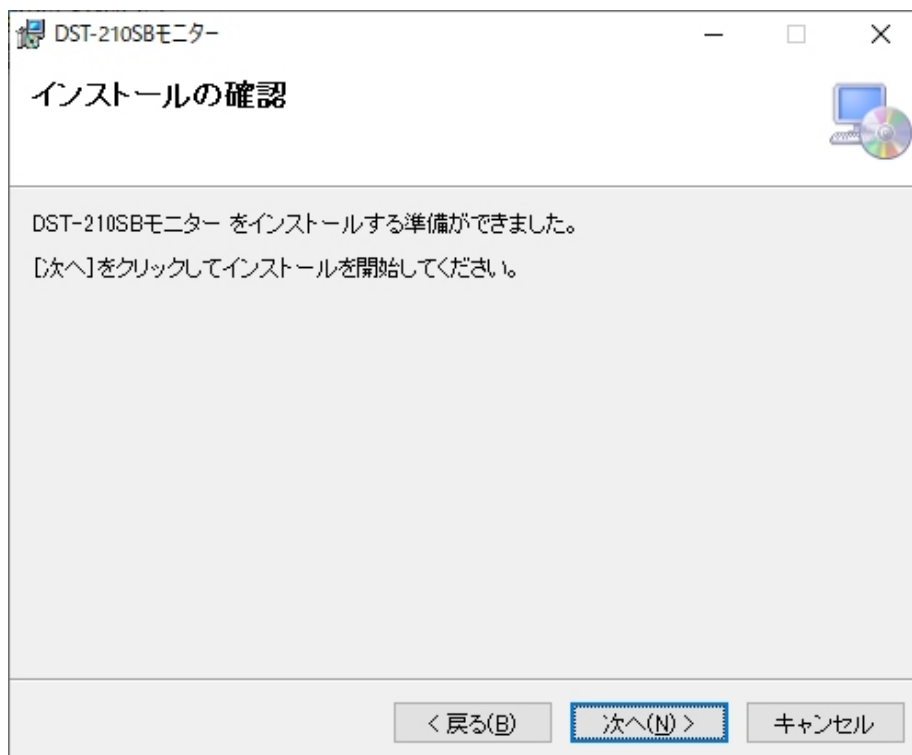 DST-210SBモニター
インストールの確認
DST-210SBモニター をインストールする準備ができました。
[次へ]をクリックしてインストールを開始してください。
< 戻る(B)
次へ(N) >
キャンセル